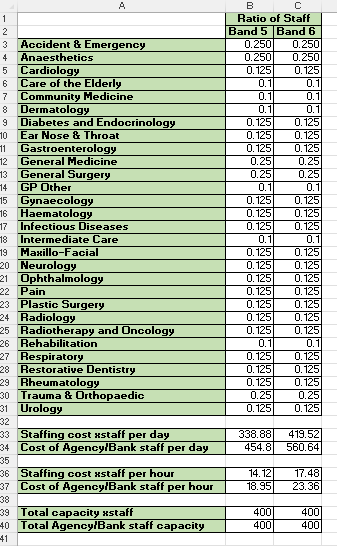 A B C
1 Ratio of Staff
2 Band 5 Band 6
3 Accident & Emergency 0.250 0.250
4 Anaesthetics 0.250 0.250
5 Cardiology 0.125 0.125
6 Care of the Elderly 0.1 0.1
7 Community Medicine 0.1 0.1
8 Dermatology 0.1 0.1
9 Diabetes and Endocrinology 0.125 0.125
10 Ear Nose & Throat 0.125 0.125
11 Gastroenterology 0.125 0.125
12 General Medicine 0.25 0.25
13 General Surgery 0.25 0.25
14 GP Other 0.1 0.1
15 Gynaecology 0.125 0.125
16 Haematology 0.125 0.125
17 Infectious Diseases 0.125 0.125
18 Intermediate Care 0.1 0.1
19 Maxillo-Facial 0.125 0.125
20 Neurology 0.125 0.125
21 Ophthalmology 0.125 0.125
22 Pain 0.125 0.125
23 Plastic Surgery 0.125 0.125
24 Radiology 0.125 0.125
25 Radiotherapy and Oncology 0.125 0.125
26 Rehabilitation 0.1 0.1
27 Respiratory 0.125 0.125
28 Restorative Dentistry 0.125 0.125
29 Rheumatology 0.125 0.125
30 Trauma & Orthopaedic 0.25 0.25
31 Urology 0.125 0.125
32
33 Staffing cost xstaff per day 338.88 419.52
34 Cost of Agency/Bank staff per day 454.8 560.64
35
36 Staffing cost xstaff per hour 14.12 17.48
37 Cost of Agency/Bank staff per hour 18.95 23.36
38
39 Total capacity xstaff 400 400
40 Total Agency/Bank staff capacity 400 400
41